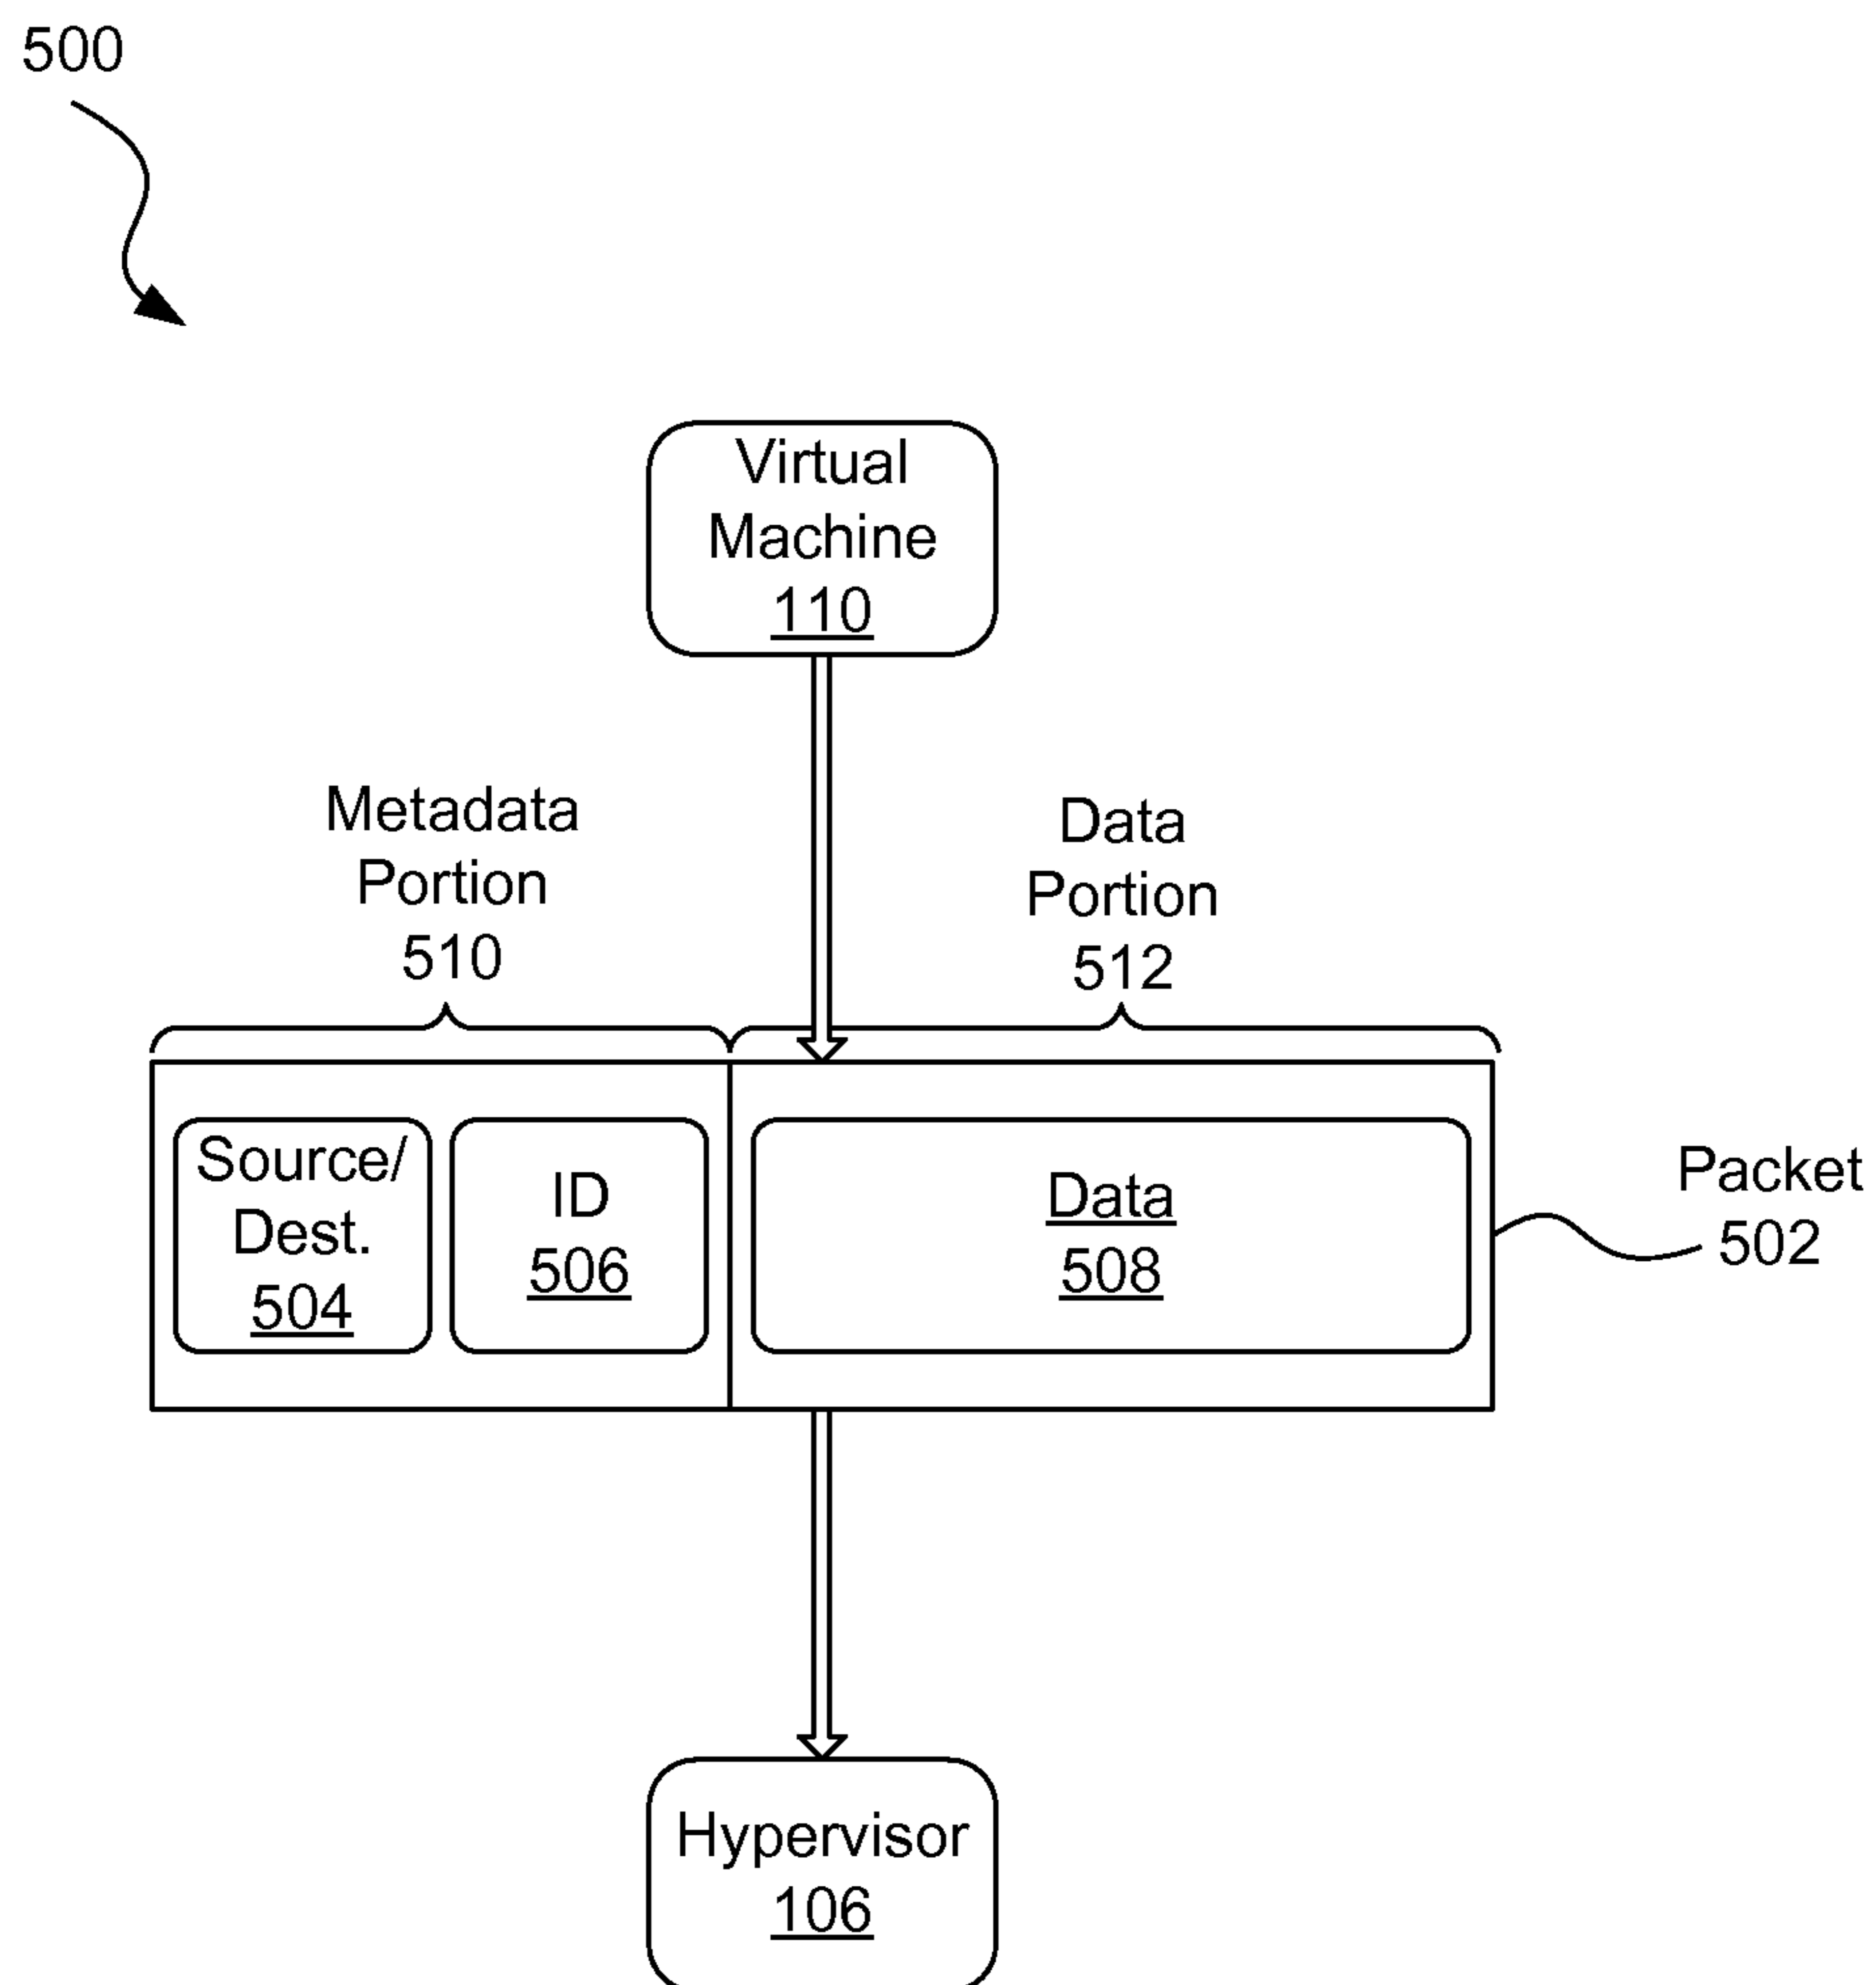 500
Virtual
Machine
110
Metadata
Portion
510
Data
Portion
512
Source/
Dest.
504
ID
506
Data
508
Packet
502
Hypervisor
106